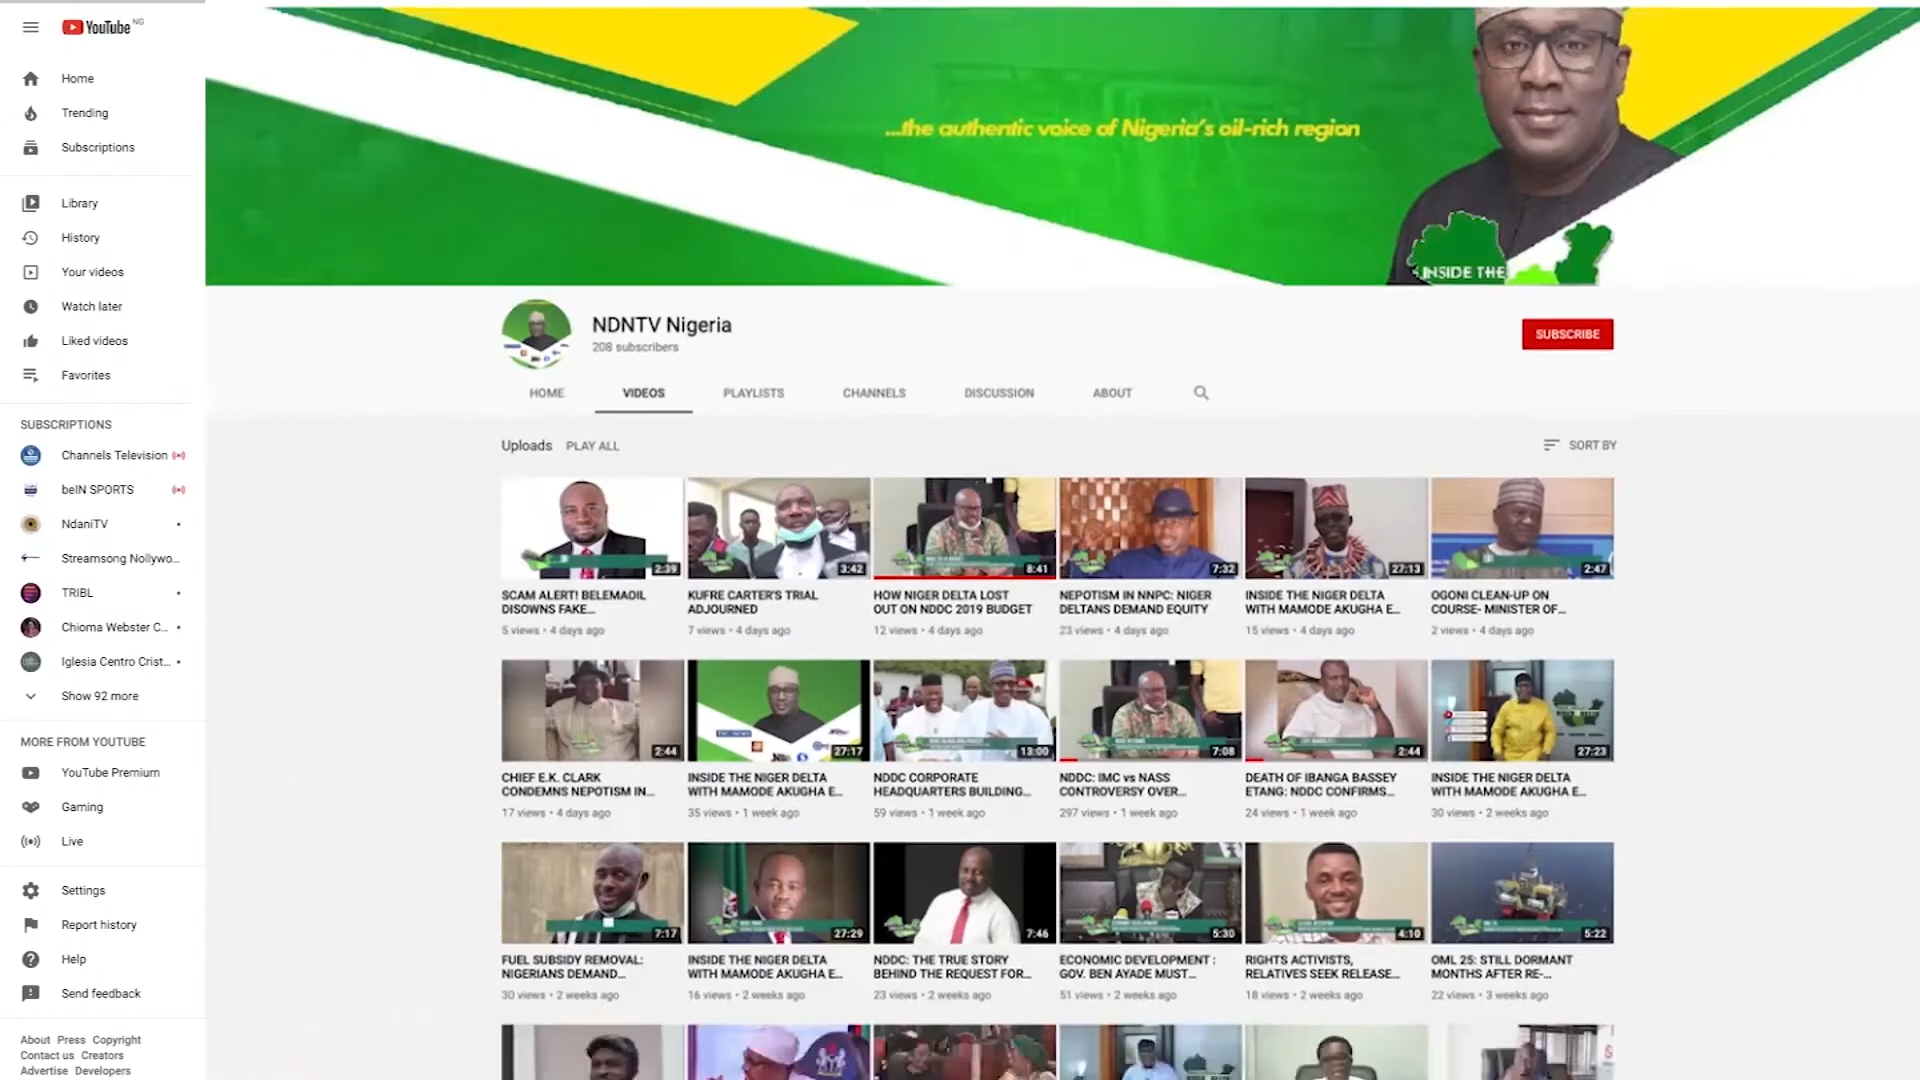 YouTube NG
Home
Trending
Subscriptions
Library
History
Your videos
Watch later
Liked videos
Favorites
SUBSCRIPTIONS
Channels Television
beIN SPORTS
NdaniTV
Streamsong Nollywo...
TRIBL
Chioma Webster C...
Iglesia Centro Crist...
Show 92 more
MORE FROM YOUTUBE
YouTube Premium
Gaming
Live
Settings
Report history
Help
Send feedback
About Press Copyright
Contact us Creators
Advertise Developers
...the authentic voice of Nigeria's oil-rich region
INSIDE THE
NDNTV Nigeria
208 subscribers
SUBSCRIBE
HOME VIDEOS PLAYLISTS CHANNELS DISCUSSION ABOUT
Uploads PLAY ALL
SORT BY
2:39
SCAM ALERT! BELEMAOIL
DISOWNS FAKE...
5 views • 4 days ago
3:42
KUFRE CARTER'S TRIAL
ADJOURNED
7 views • 4 days ago
8:41
HOW NIGER DELTA LOST
OUT ON NDDC 2019 BUDGET
12 views • 4 days ago
7:32
NEPOTISM IN NNPC: NIGER
DELTANS DEMAND EQUITY
23 views • 4 days ago
27:13
INSIDE THE NIGER DELTA
WITH MAMODE AKUGHA E...
15 views • 4 days ago
2:47
OGONI CLEAN-UP ON
COURSE- MINISTER OF...
2 views • 4 days ago
2:44
CHIEF E.K. CLARK
CONDEMNS NEPOTISM IN...
17 views • 4 days ago
27:17
INSIDE THE NIGER DELTA
WITH MAMODE AKUGHA E...
35 views • 1 week ago
13:00
NDDC CORPORATE
HEADQUARTERS BUILDING...
59 views • 1 week ago
7:08
NDDC: IMC vs NASS
CONTROVERSY OVER...
297 views • 1 week ago
2:44
DEATH OF IBANGA BASSEY
ETANG: NDDC CONFIRMS...
24 views • 1 week ago
27:23
INSIDE THE NIGER DELTA
WITH MAMODE AKUGHA E...
30 views • 2 weeks ago
7:17
FUEL SUBSIDY REMOVAL:
NIGERIANS DEMAND...
30 views • 2 weeks ago
27:29
INSIDE THE NIGER DELTA
WITH MAMODE AKUGHA E...
16 views • 2 weeks ago
7:46
NDDC: THE TRUE STORY
BEHIND THE REQUEST FOR...
23 views • 2 weeks ago
5:30
ECONOMIC DEVELOPMENT :
GOV. BEN AYADE MUST...
51 views • 2 weeks ago
4:10
RIGHTS ACTIVISTS,
RELATIVES SEEK RELEASE...
18 views • 2 weeks ago
5:22
OML 25: STILL DORMANT
MONTHS AFTER RE-...
22 views • 3 weeks ago